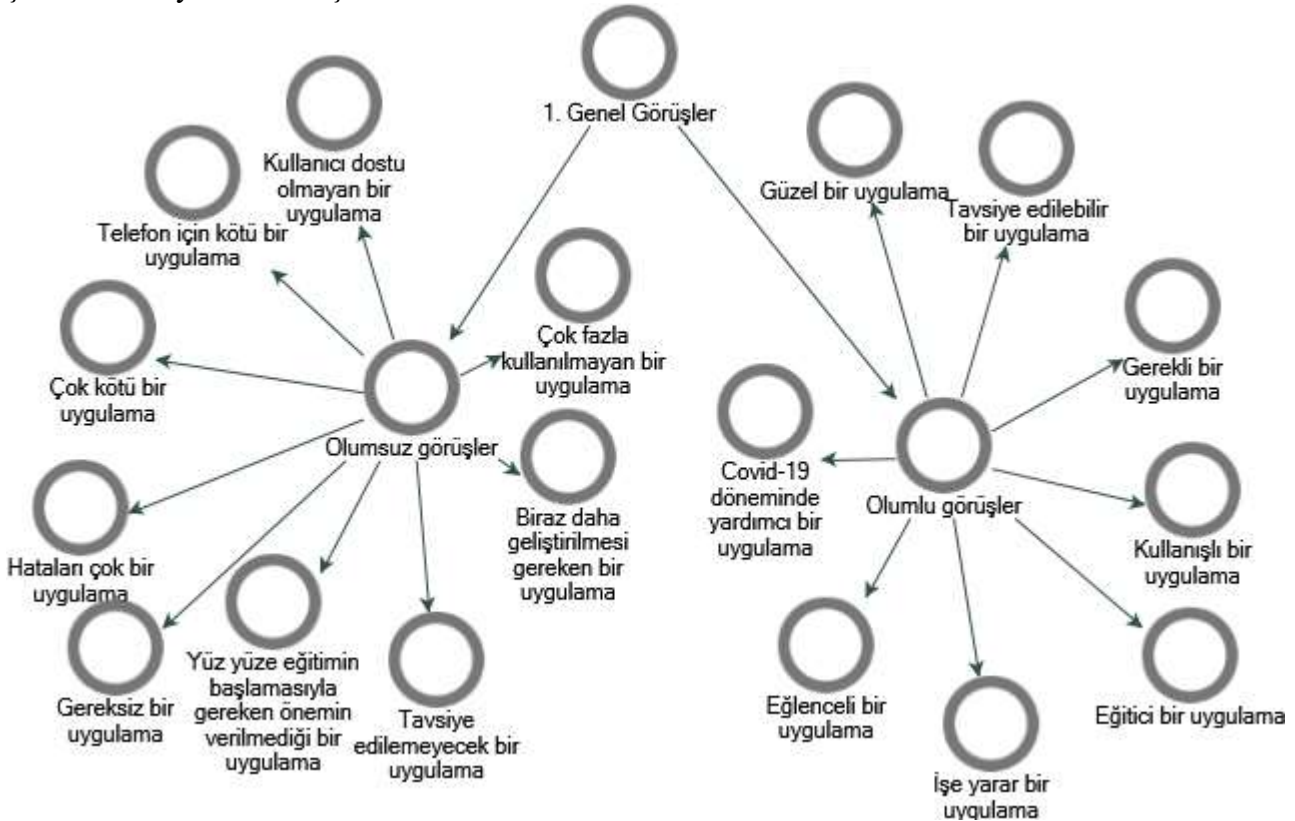 1. Genel Görüşler
Kullanıcı dostu
olmayan bir
uygulama
Telefon için kötü bir
uygulama
Çok kötü bir
uygulama
Hataları çok bir
uygulama
Gereksiz bir
uygulama
Yüz yüze eğitimin
başlamasıyla
gereken önemin
verilmediği bir
uygulama
Tavsiye
edilemeyecek bir
uygulama
Biraz daha
geliştirilmesi
gereken bir
uygulama
Çok fazla
kullanılmayan bir
uygulama
Olumsuz görüşler
Güzel bir uygulama
Tavsiye edilebilir
bir uygulama
Gerekli bir
uygulama
Kullanışlı bir
uygulama
Eğitici bir uygulama
İşe yarar bir
uygulama
Eğlenceli bir
uygulama
Covid-19
döneminde
yardımcı bir
uygulama
Olumlu görüşler